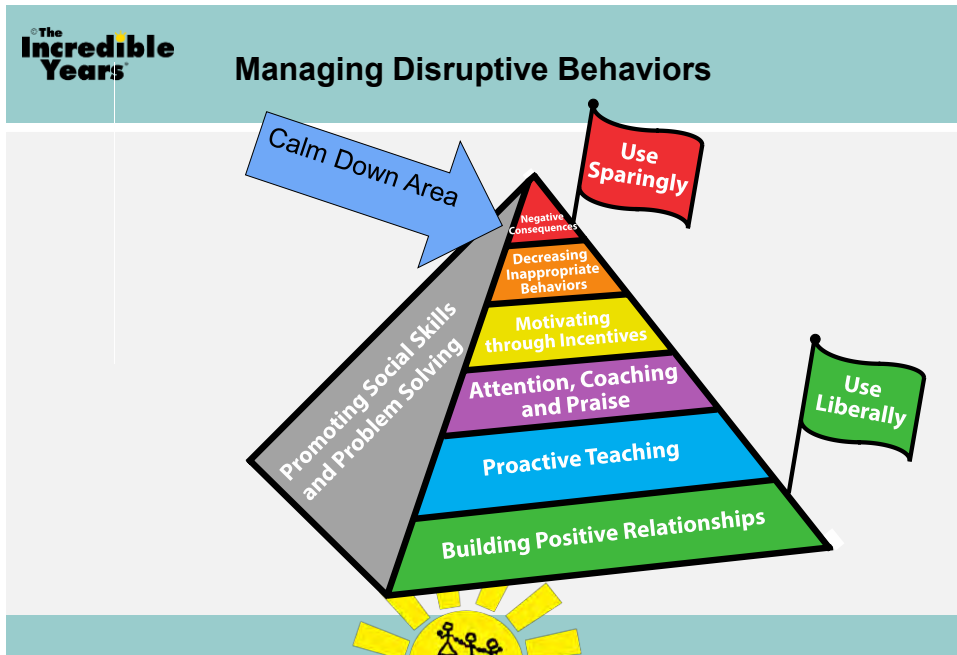 ©The
Incredible
Years®
Managing Disruptive Behaviors
Calm Down Area
Use
Sparingly
Negative
Consequences
Decreasing
Inappropriate
Behaviors
Motivating
through Incentives
Attention, Coaching
and Praise
Proactive Teaching
Building Positive Relationships
Promoting Social Skills
and Problem Solving
Use
Liberally